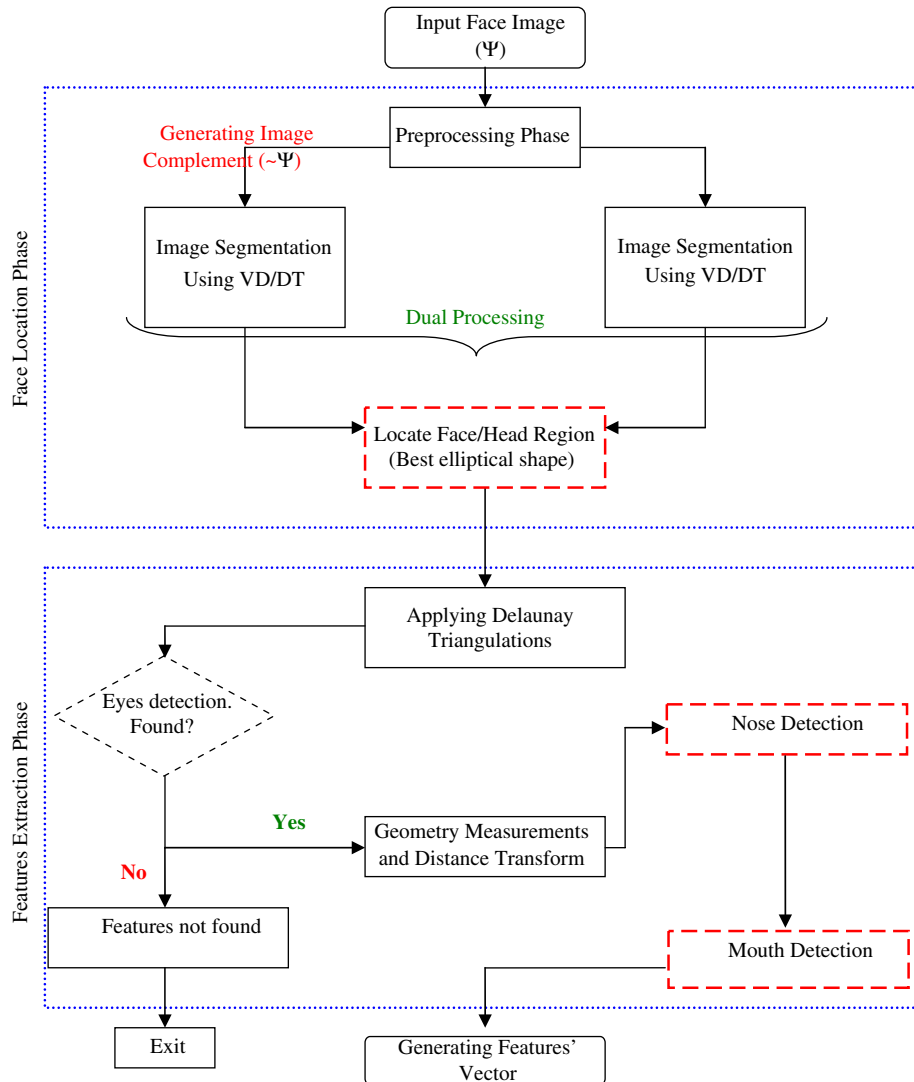 Input Face Image
(Ψ)
Preprocessing Phase
Generating Image
Complement (~Ψ)
Image Segmentation
Using VD/DT
Image Segmentation
Using VD/DT
Dual Processing
Face Location Phase
Locate Face/Head Region
(Best elliptical shape)
Applying Delaunay
Triangulations
Eyes detection.
Found?
Nose Detection
Features Extraction Phase
Yes
Geometry Measurements
and Distance Transform
No
Features not found
Mouth Detection
Exit
Generating Features’
Vector